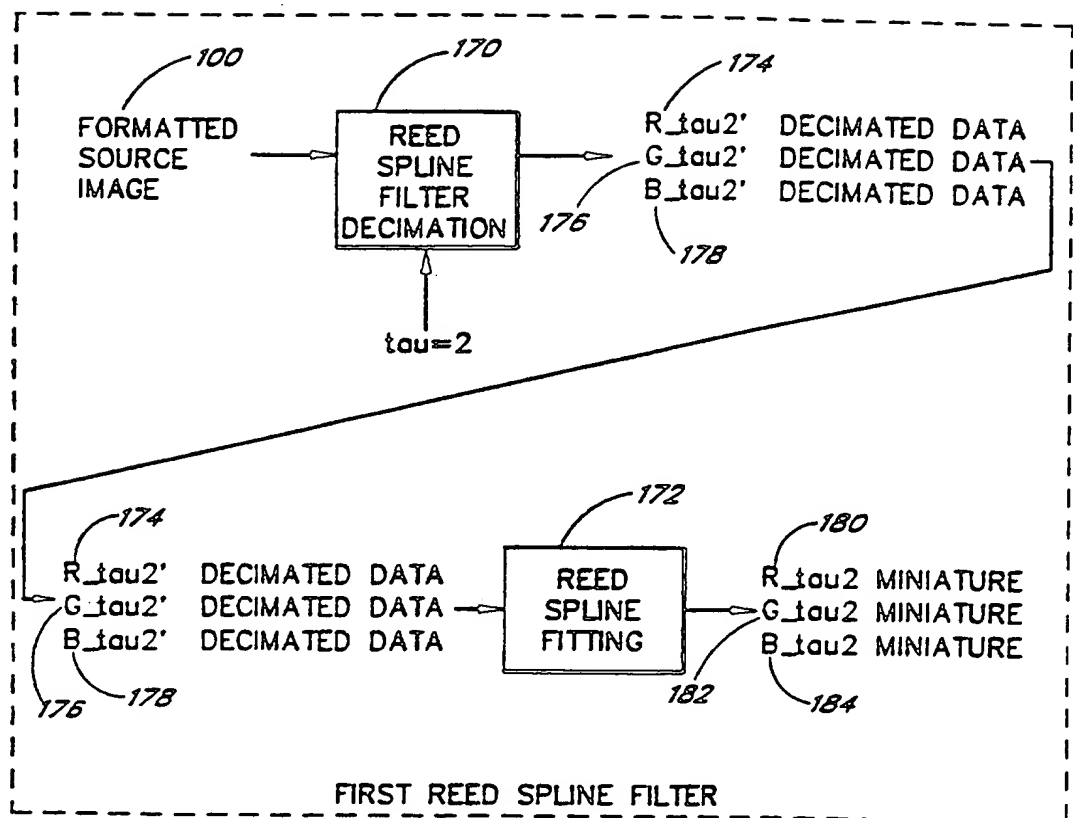 100
170
174
FORMATTED
SOURCE
IMAGE
REED
SPLINE
FILTER
DECIMATION
R_tau2' DECIMATED DATA
G_tau2' DECIMATED DATA
B_tau2' DECIMATED DATA
176
178
tau=2
174
172
180
R_tau2' DECIMATED DATA
G_tau2' DECIMATED DATA
B_tau2' DECIMATED DATA
REED
SPLINE
FITTING
R_tau2 MINIATURE
G_tau2 MINIATURE
B_tau2 MINIATURE
176
178
182
184
FIRST REED SPLINE FILTER